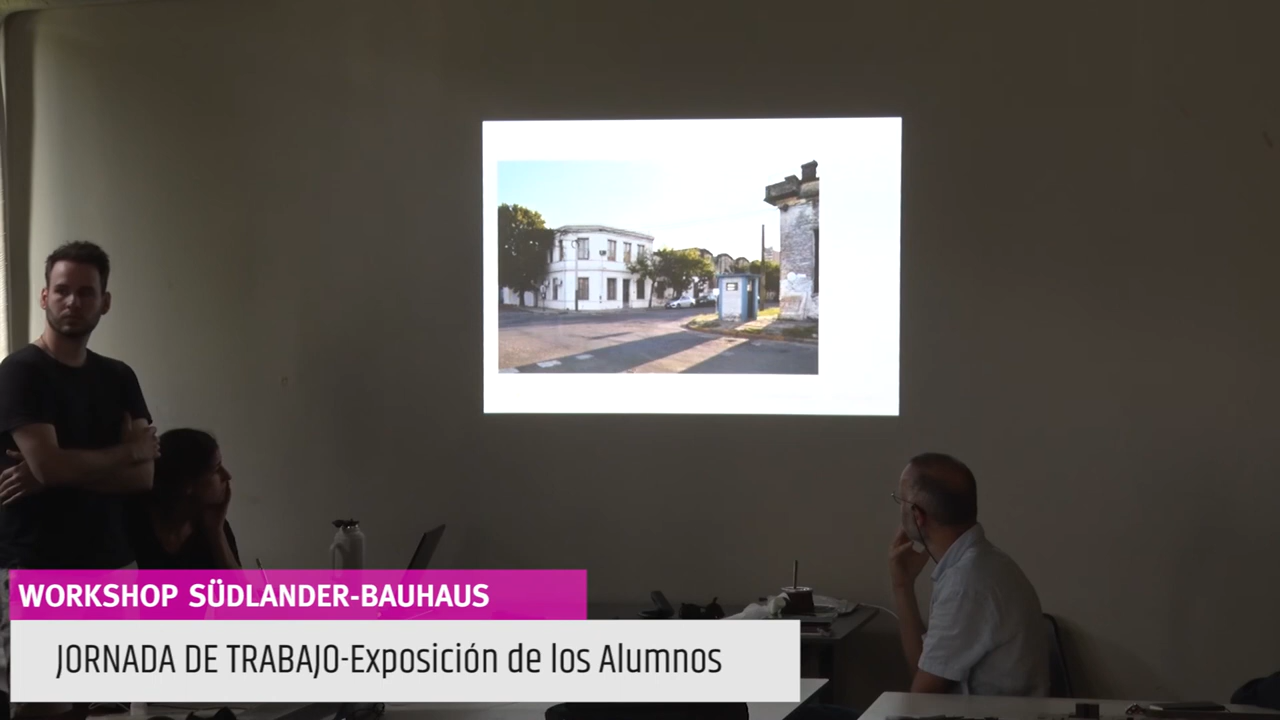 WORKSHOP SÜDLANDER-BAUHAUS
JORNADA DE TRABAJO-Exposición de los Alumnos